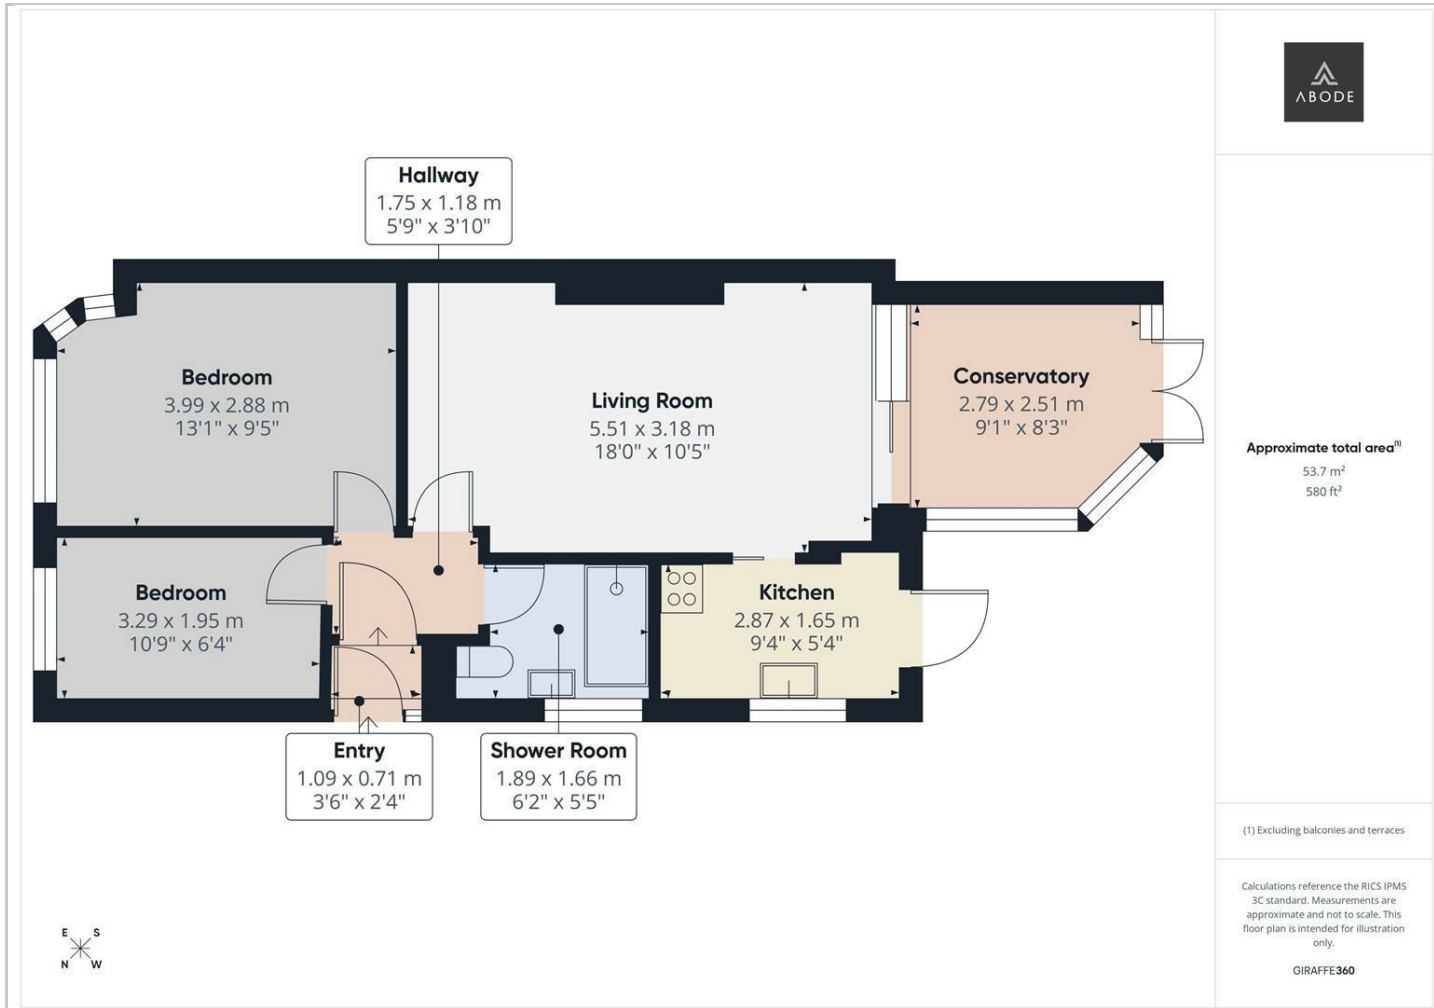 ABODE
Hallway
1.75 x 1.18 m
5'9" x 3'10"
Bedroom
3.99 x 2.88 m
13'1" x 9'5"
Living Room
5.51 x 3.18 m
18'0" x 10'5"
Conservatory
2.79 x 2.51 m
9'1" x 8'3"
Bedroom
3.29 x 1.95 m
10'9" x 6'4"
Kitchen
2.87 x 1.65 m
9'4" x 5'4"
Entry
1.09 x 0.71 m
3'6" x 2'4"
Shower Room
1.89 x 1.66 m
6'2" x 5'5"
E S
N W
Approximate total area(1)
53.7 m²
580 ft²
(1) Excluding balconies and terraces
Calculations reference the RICS IPMS
3C standard. Measurements are
approximate and not to scale. This
floor plan is intended for illustration
only.
GIRAFFE360